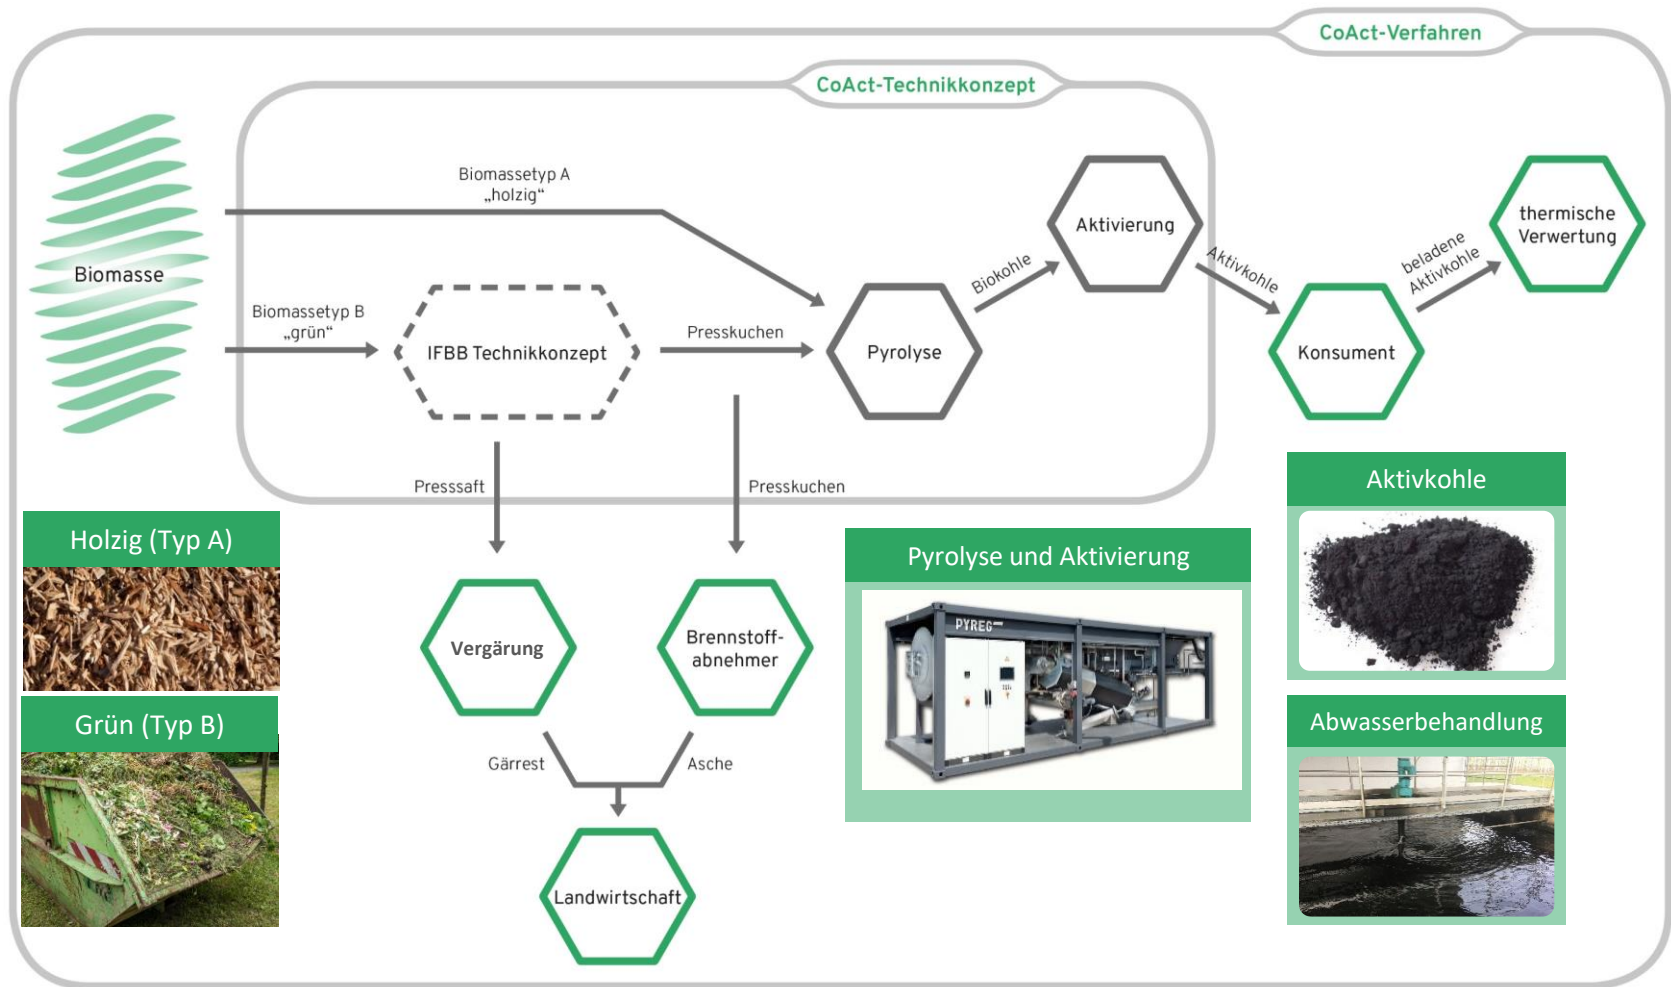 CoAct-Verfahren
CoAct-Technikkonzept
Biomasse
Biomassetyp A
„holzig“
Biomassetyp B
„grün“
IFBB Technikkonzept
Presskuchen
Pyrolyse
Biokohle
Aktivierung
Aktivkohle
Konsument
beladene
Aktivkohle
thermische
Verwertung
Presssaft
Presskuchen
Vergärung
Brennstoff-
abnehmer
Gärrest
Asche
Landwirtschaft
Holzig (Typ A)
Grün (Typ B)
Pyrolyse und Aktivierung
PYREG
Aktivkohle
Abwasserbehandlung